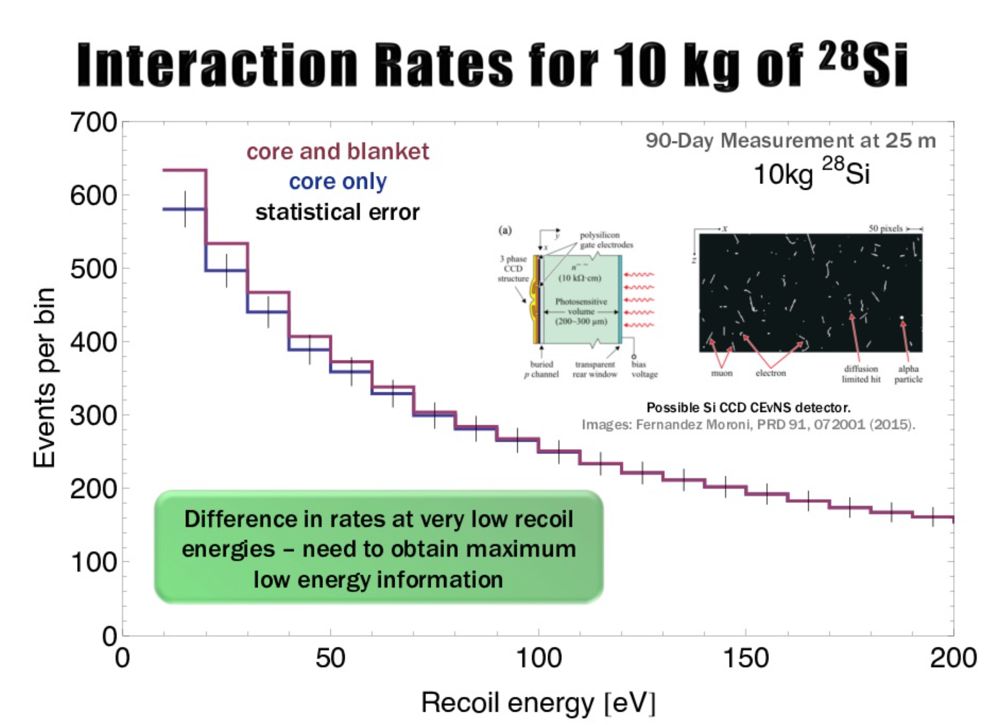 Interaction Rates for 10 kg of ²⁸Si
700
600
500
400
300
200
100
0
Events per bin
core and blanket
core only
statistical error
90-Day Measurement at 25 m
10kg ²⁸Si
(a)
y
x
polysilicon
gate electrodes
3 phase
CCD
structure
n⁻⁻
(10 kΩ·cm)
Photosensitive
volume
(200~300 µm)
buried
p channel
transparent
rear window
bias
voltage
x
50 pixels
z
muon
electron
diffusion
limited hit
alpha
particle
Possible Si CCD CEνNS detector.
Images: Fernandez Moroni, PRD 91, 072001 (2015).
Difference in rates at very low recoil
energies – need to obtain maximum
low energy information
0
50
100
150
200
Recoil energy [eV]